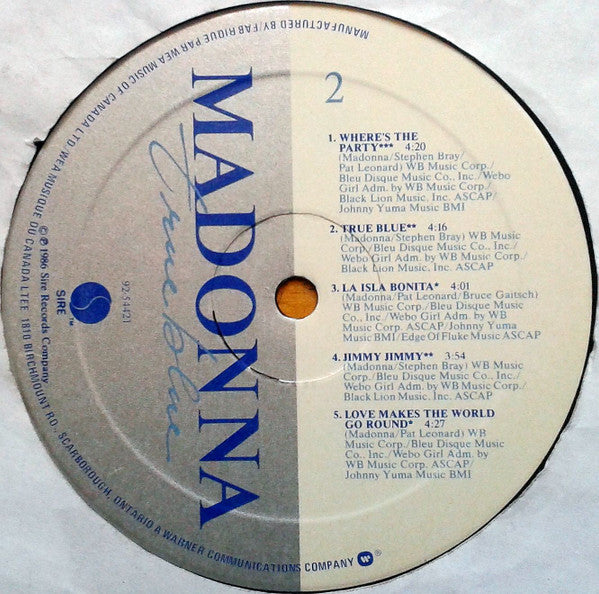 MANUFACTURED BY/FABRIQUE PAR WEA MUSIC OF CANADA LTD/WEA MUSIQUE DU CANADA LTEE 1810 BIRCHMOUNT RD., SCARBOROUGH, ONTARIO A WARNER COMMUNICATIONS COMPANY ®
MADONNA
True Blue
92 54421
SIRE
™
© ℗ 1986 Sire Records Company
2
1. WHERE'S THE
PARTY*** 4:20
(Madonna/Stephen Bray/
Pat Leonard) WB Music Corp./
Bleu Disque Music Co., Inc./Webo
Girl Adm. by WB Music Corp./
Black Lion Music, Inc. ASCAP/
Johnny Yuma Music BMI
2. TRUE BLUE** 4:16
(Madonna/Stephen Bray) WB Music
Corp./Bleu Disque Music Co., Inc./
Webo Girl Adm. by WB Music Corp./
Black Lion Music, Inc. ASCAP
3. LA ISLA BONITA* 4:01
(Madonna/Pat Leonard/Bruce Gaitsch)
WB Music Corp./Bleu Disque Music
Co., Inc./Webo Girl Adm. by WB
Music Corp. ASCAP/Johnny Yuma
Music BMI/Edge Of Fluke Music ASCAP
4. JIMMY JIMMY** 3:54
(Madonna/Stephen Bray) WB Music
Corp./Bleu Disque Music Co., Inc./
Webo Girl Adm. by WB Music Corp./
Black Lion Music, Inc. ASCAP
5. LOVE MAKES THE WORLD
GO ROUND* 4:27
(Madonna/Pat Leonard) WB
Music Corp./Bleu Disque Music
Co., Inc./Webo Girl Adm. by
WB Music Corp. ASCAP/
Johnny Yuma Music BMI